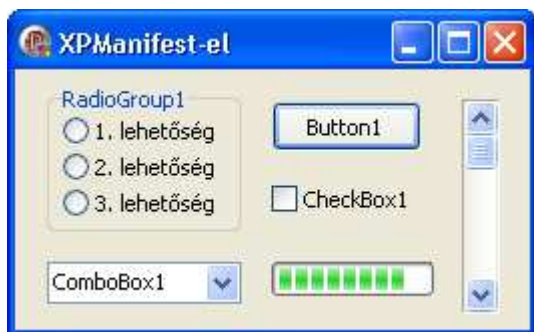 XPManifest-el
RadioGroup1
1. lehetőség
2. lehetőség
3. lehetőség
Button1
CheckBox1
ComboBox1